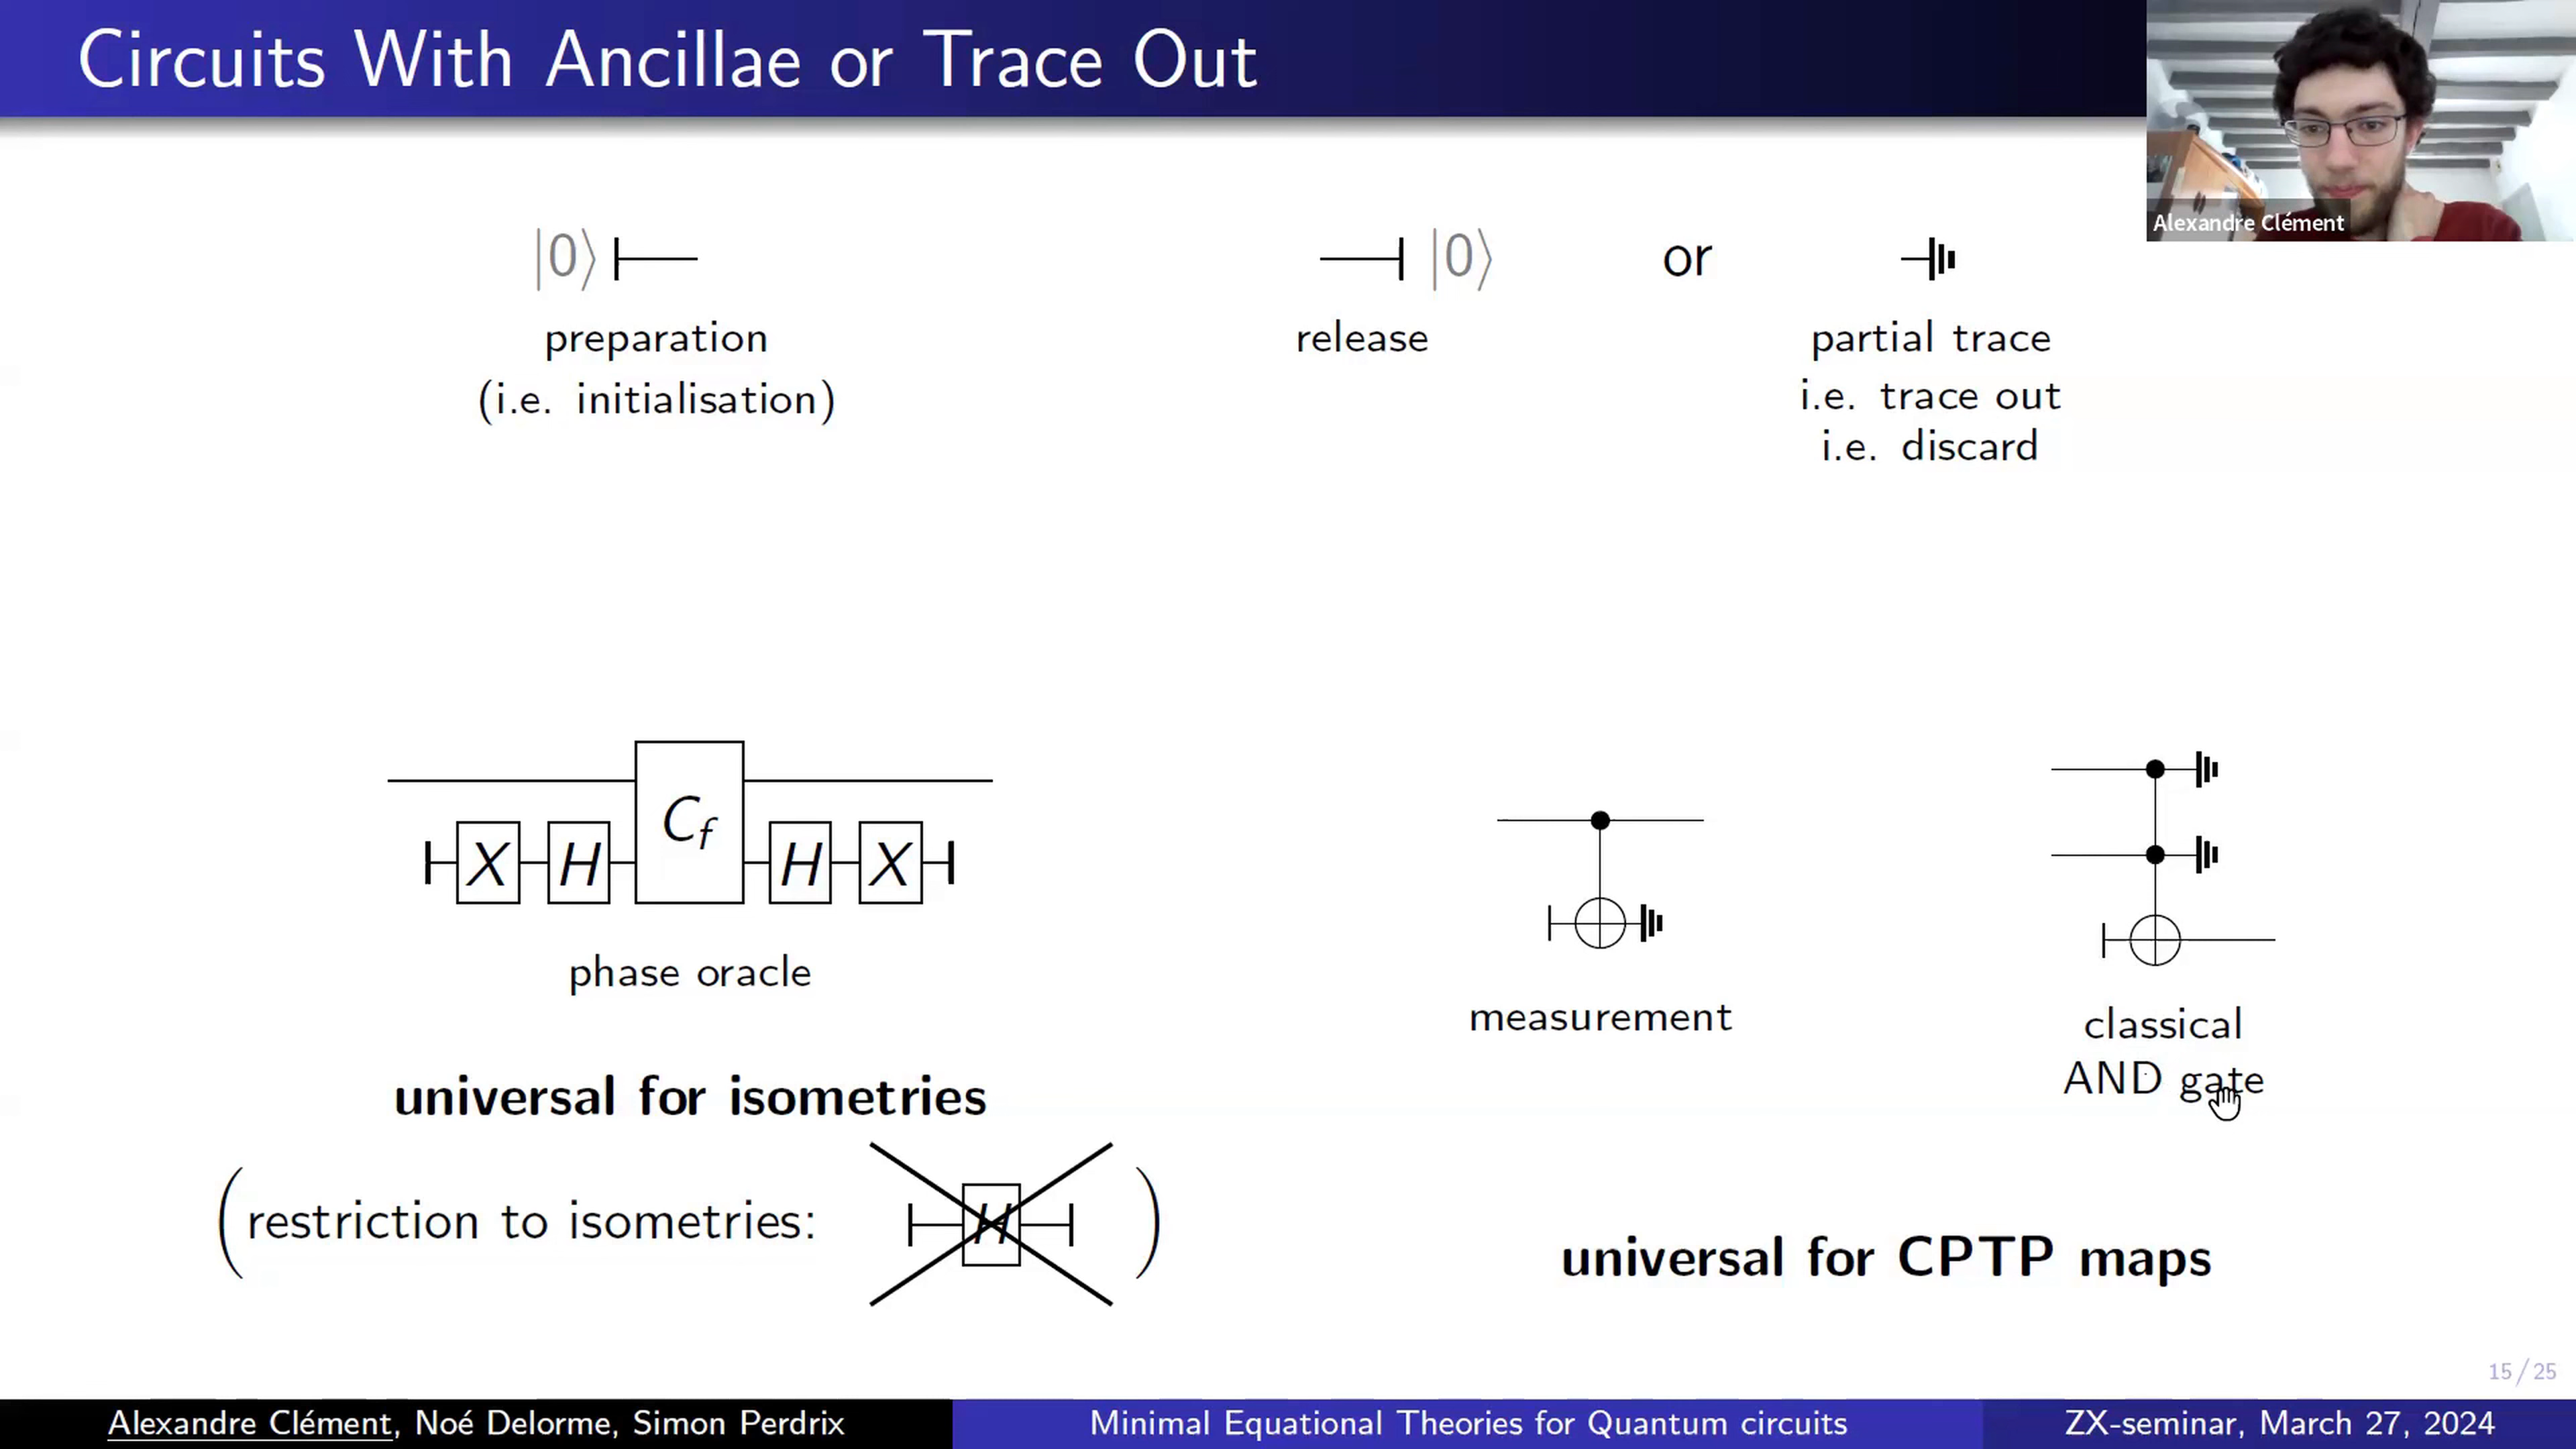 Circuits With Ancillae or Trace Out
Alexandre Clément
|0⟩
|0⟩
or
preparation
(i.e. initialisation)
release
partial trace
i.e. trace out
i.e. discard
C_f
X H H X
phase oracle
measurement
classical
AND gate
universal for isometries
(restriction to isometries: H)
universal for CPTP maps
15 / 25
Alexandre Clément, Noé Delorme, Simon Perdrix
Minimal Equational Theories for Quantum circuits
ZX-seminar, March 27, 2024